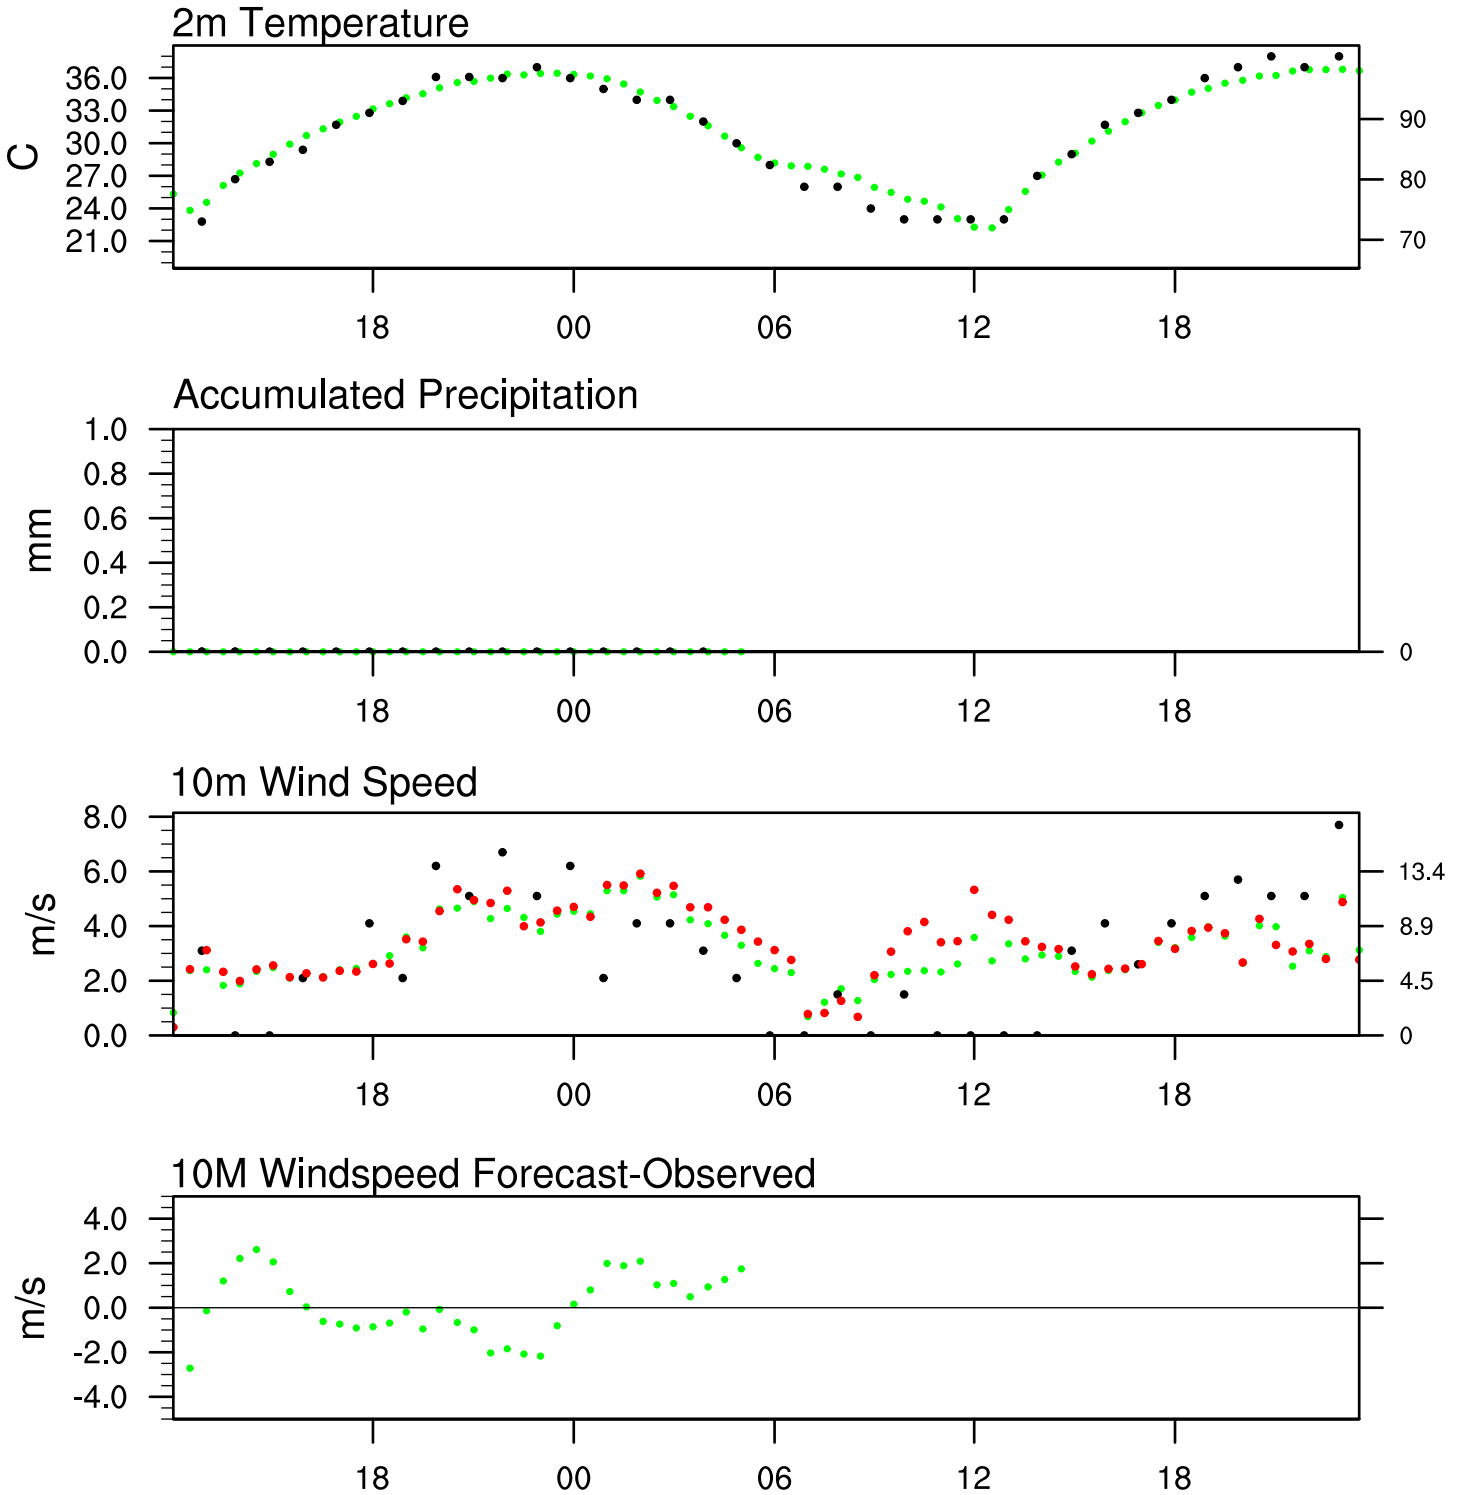 2m Temperature
36.0
33.0
30.0
27.0
24.0
21.0
C
90
80
70
18 00 06 12 18
Accumulated Precipitation
1.0
0.8
0.6
0.4
0.2
0.0
mm
0
18 00 06 12 18
10m Wind Speed
8.0
6.0
4.0
2.0
0.0
m/s
13.4
8.9
4.5
0
18 00 06 12 18
10M Windspeed Forecast-Observed
4.0
2.0
0.0
-2.0
-4.0
m/s
18 00 06 12 18